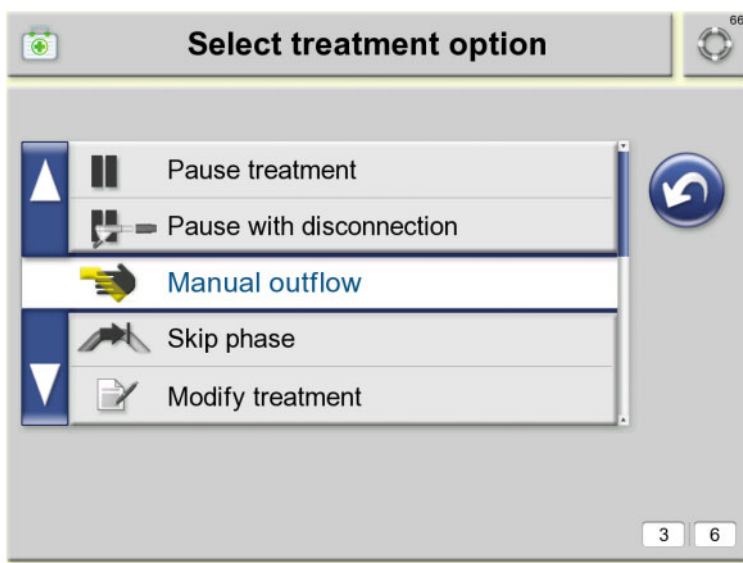 Select treatment option
66
Pause treatment
Pause with disconnection
Manual outflow
Skip phase
Modify treatment
3 6